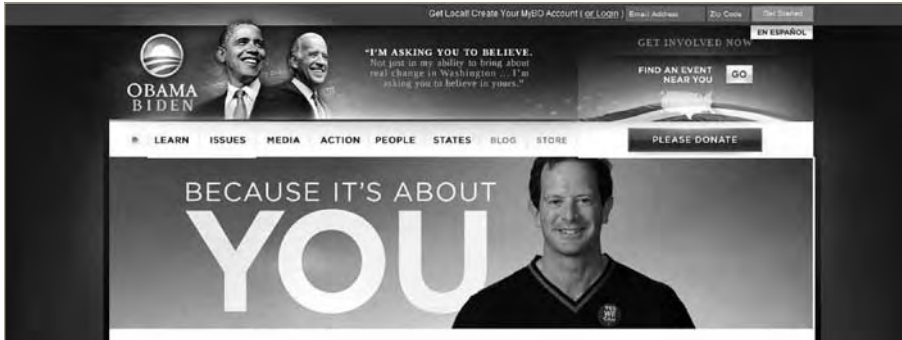 Get Local! Create Your MyBO Account ( or Login ) Email Address Zip Code Get Started
EN ESPAÑOL
OBAMA
BIDEN
"I'M ASKING YOU TO BELIEVE.
Not just in my ability to bring about
real change in Washington ... I'm
asking you to believe in yours."
GET INVOLVED NOW
FIND AN EVENT
NEAR YOU GO
LEARN ISSUES MEDIA ACTION PEOPLE STATES BLOG STORE PLEASE DONATE
BECAUSE IT'S ABOUT
YOU
YES
WE
CAN